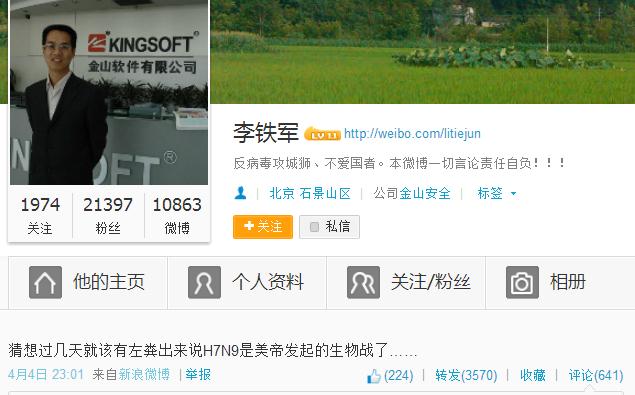 KINGSOFT®
金山软件有限公司
NGSOFT®
李铁军 LV 11 http://weibo.com/litiejun
反病毒攻城狮、不爱国者。本微博一切言论责任自负！！！
北京 石景山区 | 公司金山安全 | 标签
1974 21397 10863
关注 粉丝 微博
+关注 私信
他的主页 个人资料 关注/粉丝 相册
猜想过几天就该有左粪出来说H7N9是美帝发起的生物战了……
4月4日 23:01 来自新浪微博 | 举报 (224) | 转发(3570) | 收藏 | 评论(641)